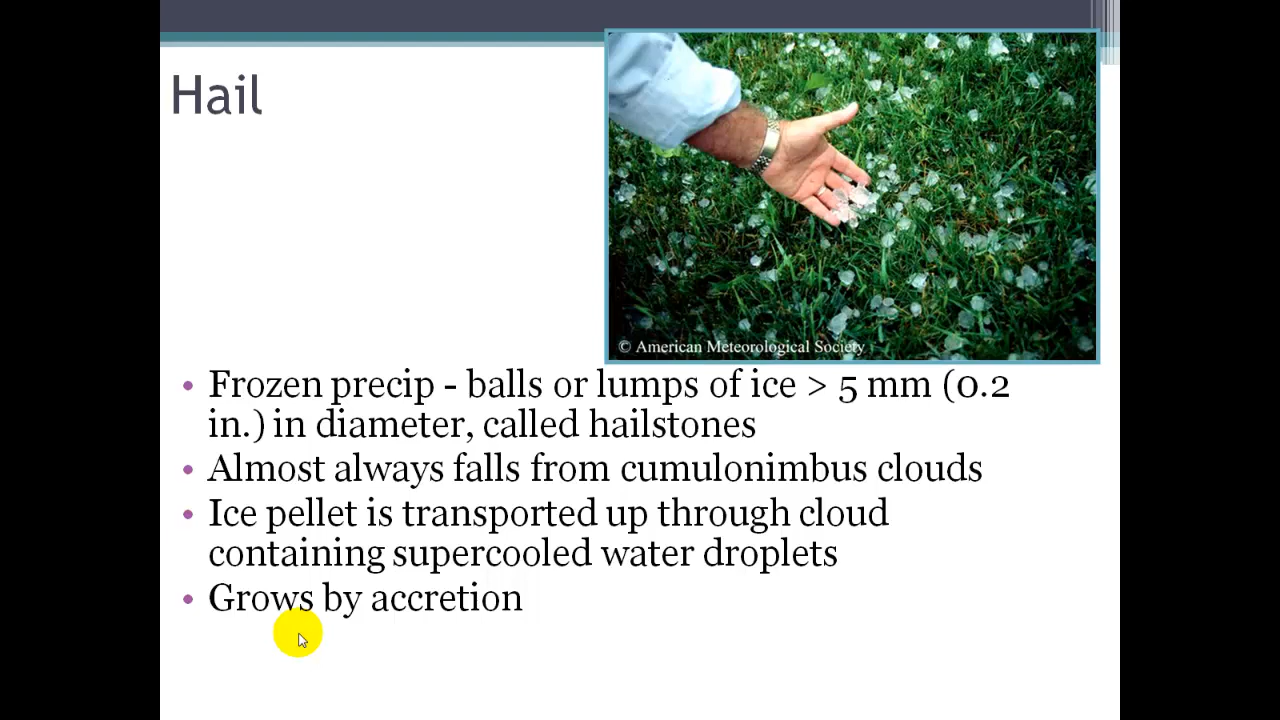 Hail
© American Meteorological Society
• Frozen precip - balls or lumps of ice > 5 mm (0.2
in.) in diameter, called hailstones
• Almost always falls from cumulonimbus clouds
• Ice pellet is transported up through cloud
containing supercooled water droplets
• Grows by accretion